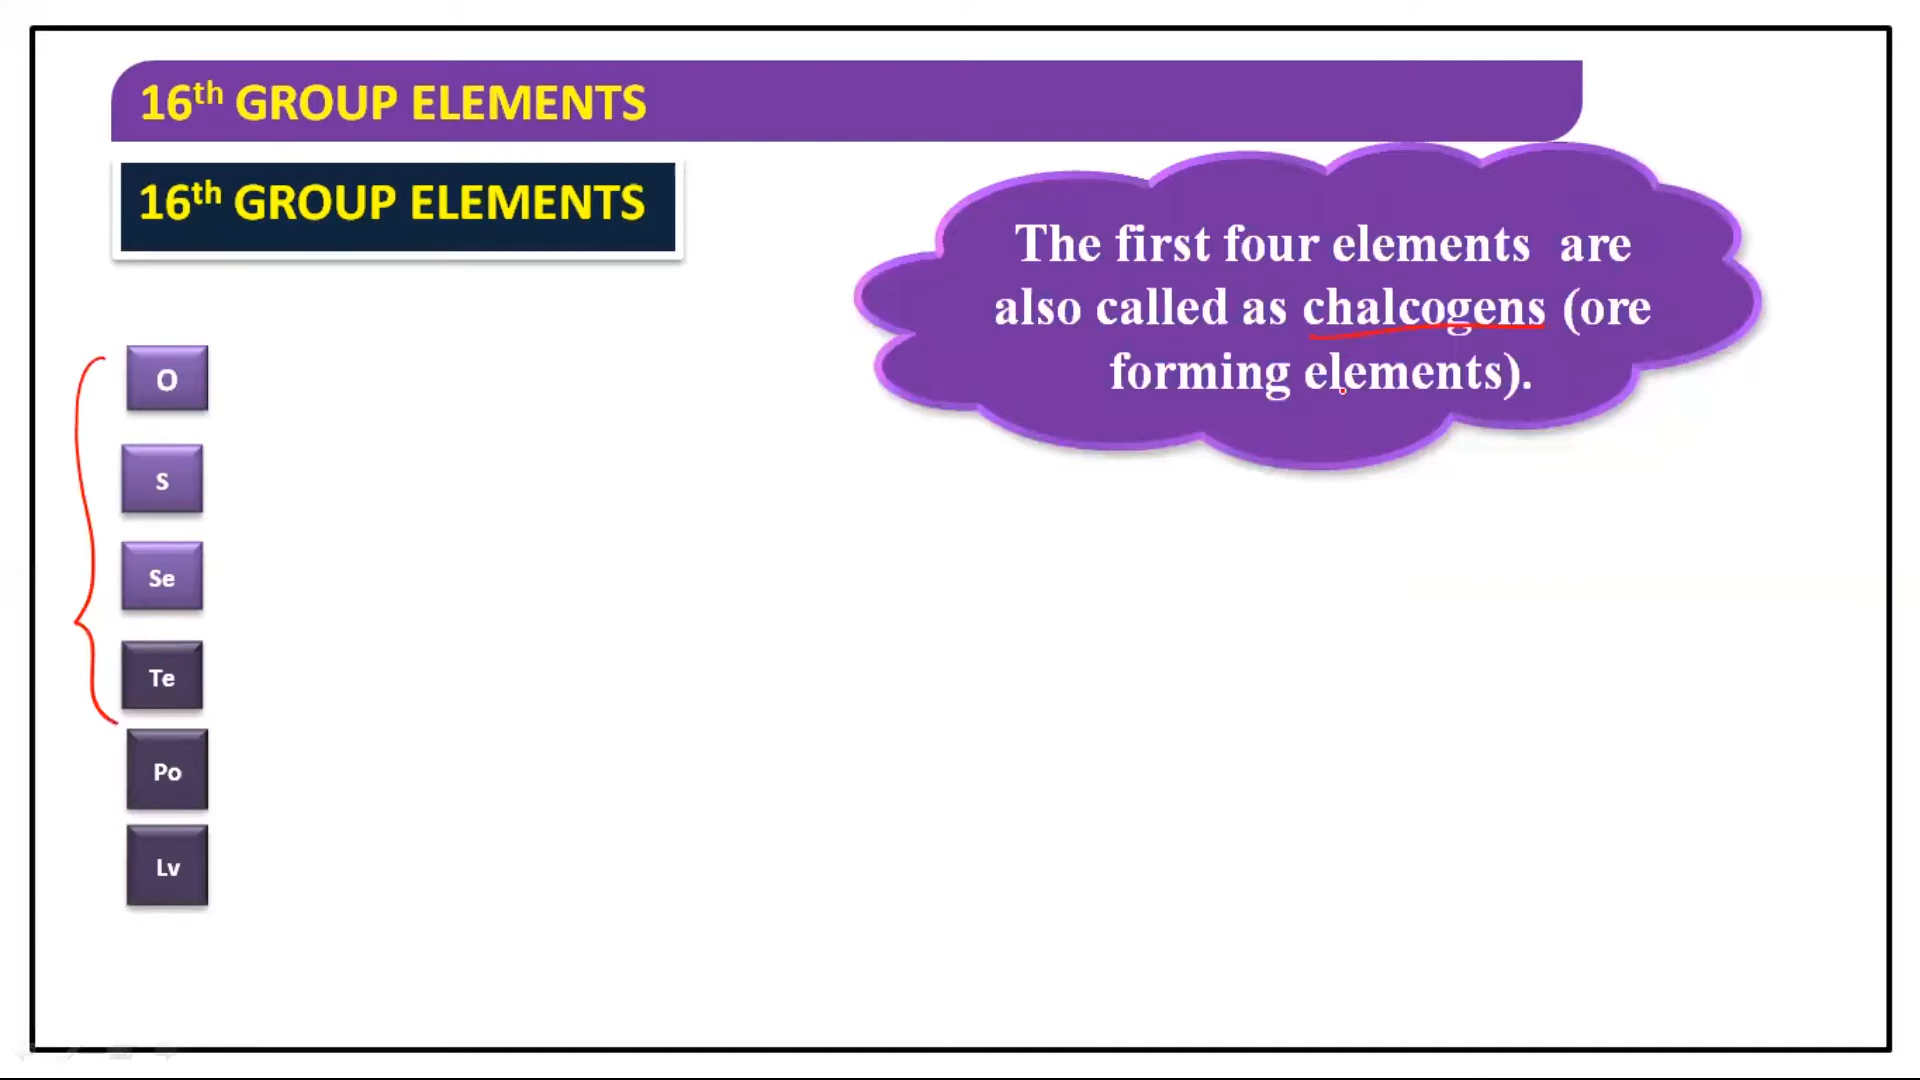 16th GROUP ELEMENTS
16th GROUP ELEMENTS
The first four elements are
also called as chalcogens (ore
forming elements).
O
S
Se
Te
Po
Lv